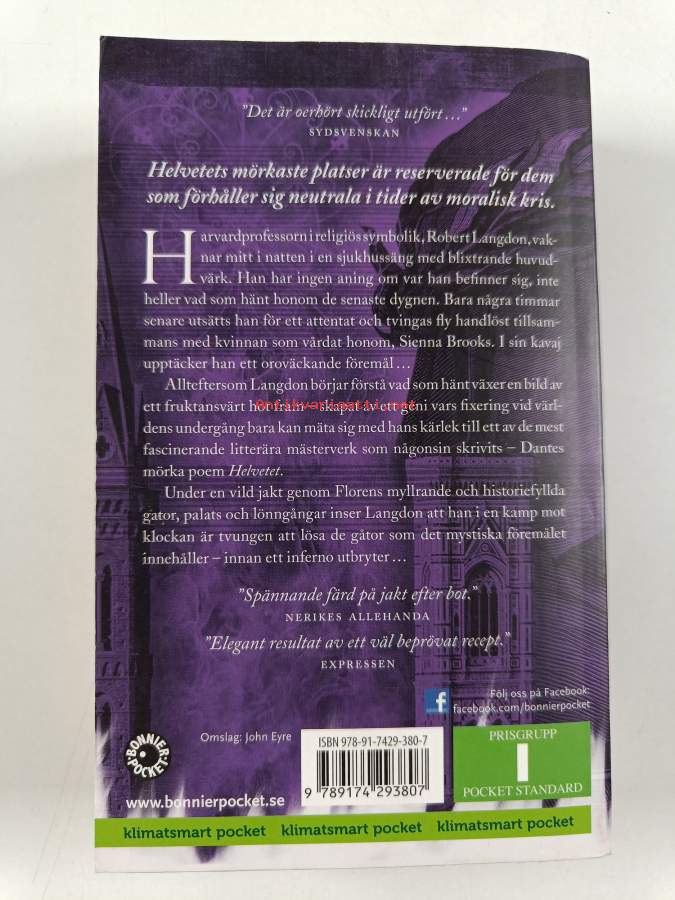 "Det är oerhört skickligt utfört ..."
SYDSVENSKAN
Helvetets mörkaste platser är reserverade för dem
som förhåller sig neutrala i tider av moralisk kris.
Harvardprofessorn i religiös symbolik, Robert Langdon, vak-
nar mitt i natten i en sjukhussäng med blixtrande huvud-
värk. Han har ingen aning om var han befinner sig, inte
heller vad som hänt honom de senaste dygnen. Bara några timmar
senare utsätts han för ett attentat och tvingas fly handlöst tillsam-
mans med kvinnan som vårdat honom, Sienna Brooks. I sin kavaj
upptäcker han ett oroväckande föremål ...
Allteftersom Langdon börjar förstå vad som hänt växer en bild av
ett fruktansvärt hot fram – skapat av ett geni vars fixering vid värl-
Antikvariaatti.net
dens undergång bara kan mäta sig med hans kärlek till ett av de mest
fascinerande litterära mästerverk som någonsin skrivits – Dantes
mörka poem Helvetet.
Under en vild jakt genom Florens myllrande och historiefyllda
gator, palats och lönngångar inser Langdon att han i en kamp mot
klockan är tvungen att lösa de gåtor som det mystiska föremålet
innehåller – innan ett inferno utbryter ...
"Spännande färd på jakt efter bot."
NERIKES ALLEHANDA
"Elegant resultat av ett väl beprövat recept."
EXPRESSEN
f
Följ oss på Facebook:
facebook.com/bonnierpocket
BONNIER POCKET
Omslag: John Eyre
www.bonnierpocket.se
ISBN 978-91-7429-380-7
9 789174 293807
PRISGRUPP
1
POCKET STANDARD
klimatsmart pocket klimatsmart pocket klimatsmart pocket